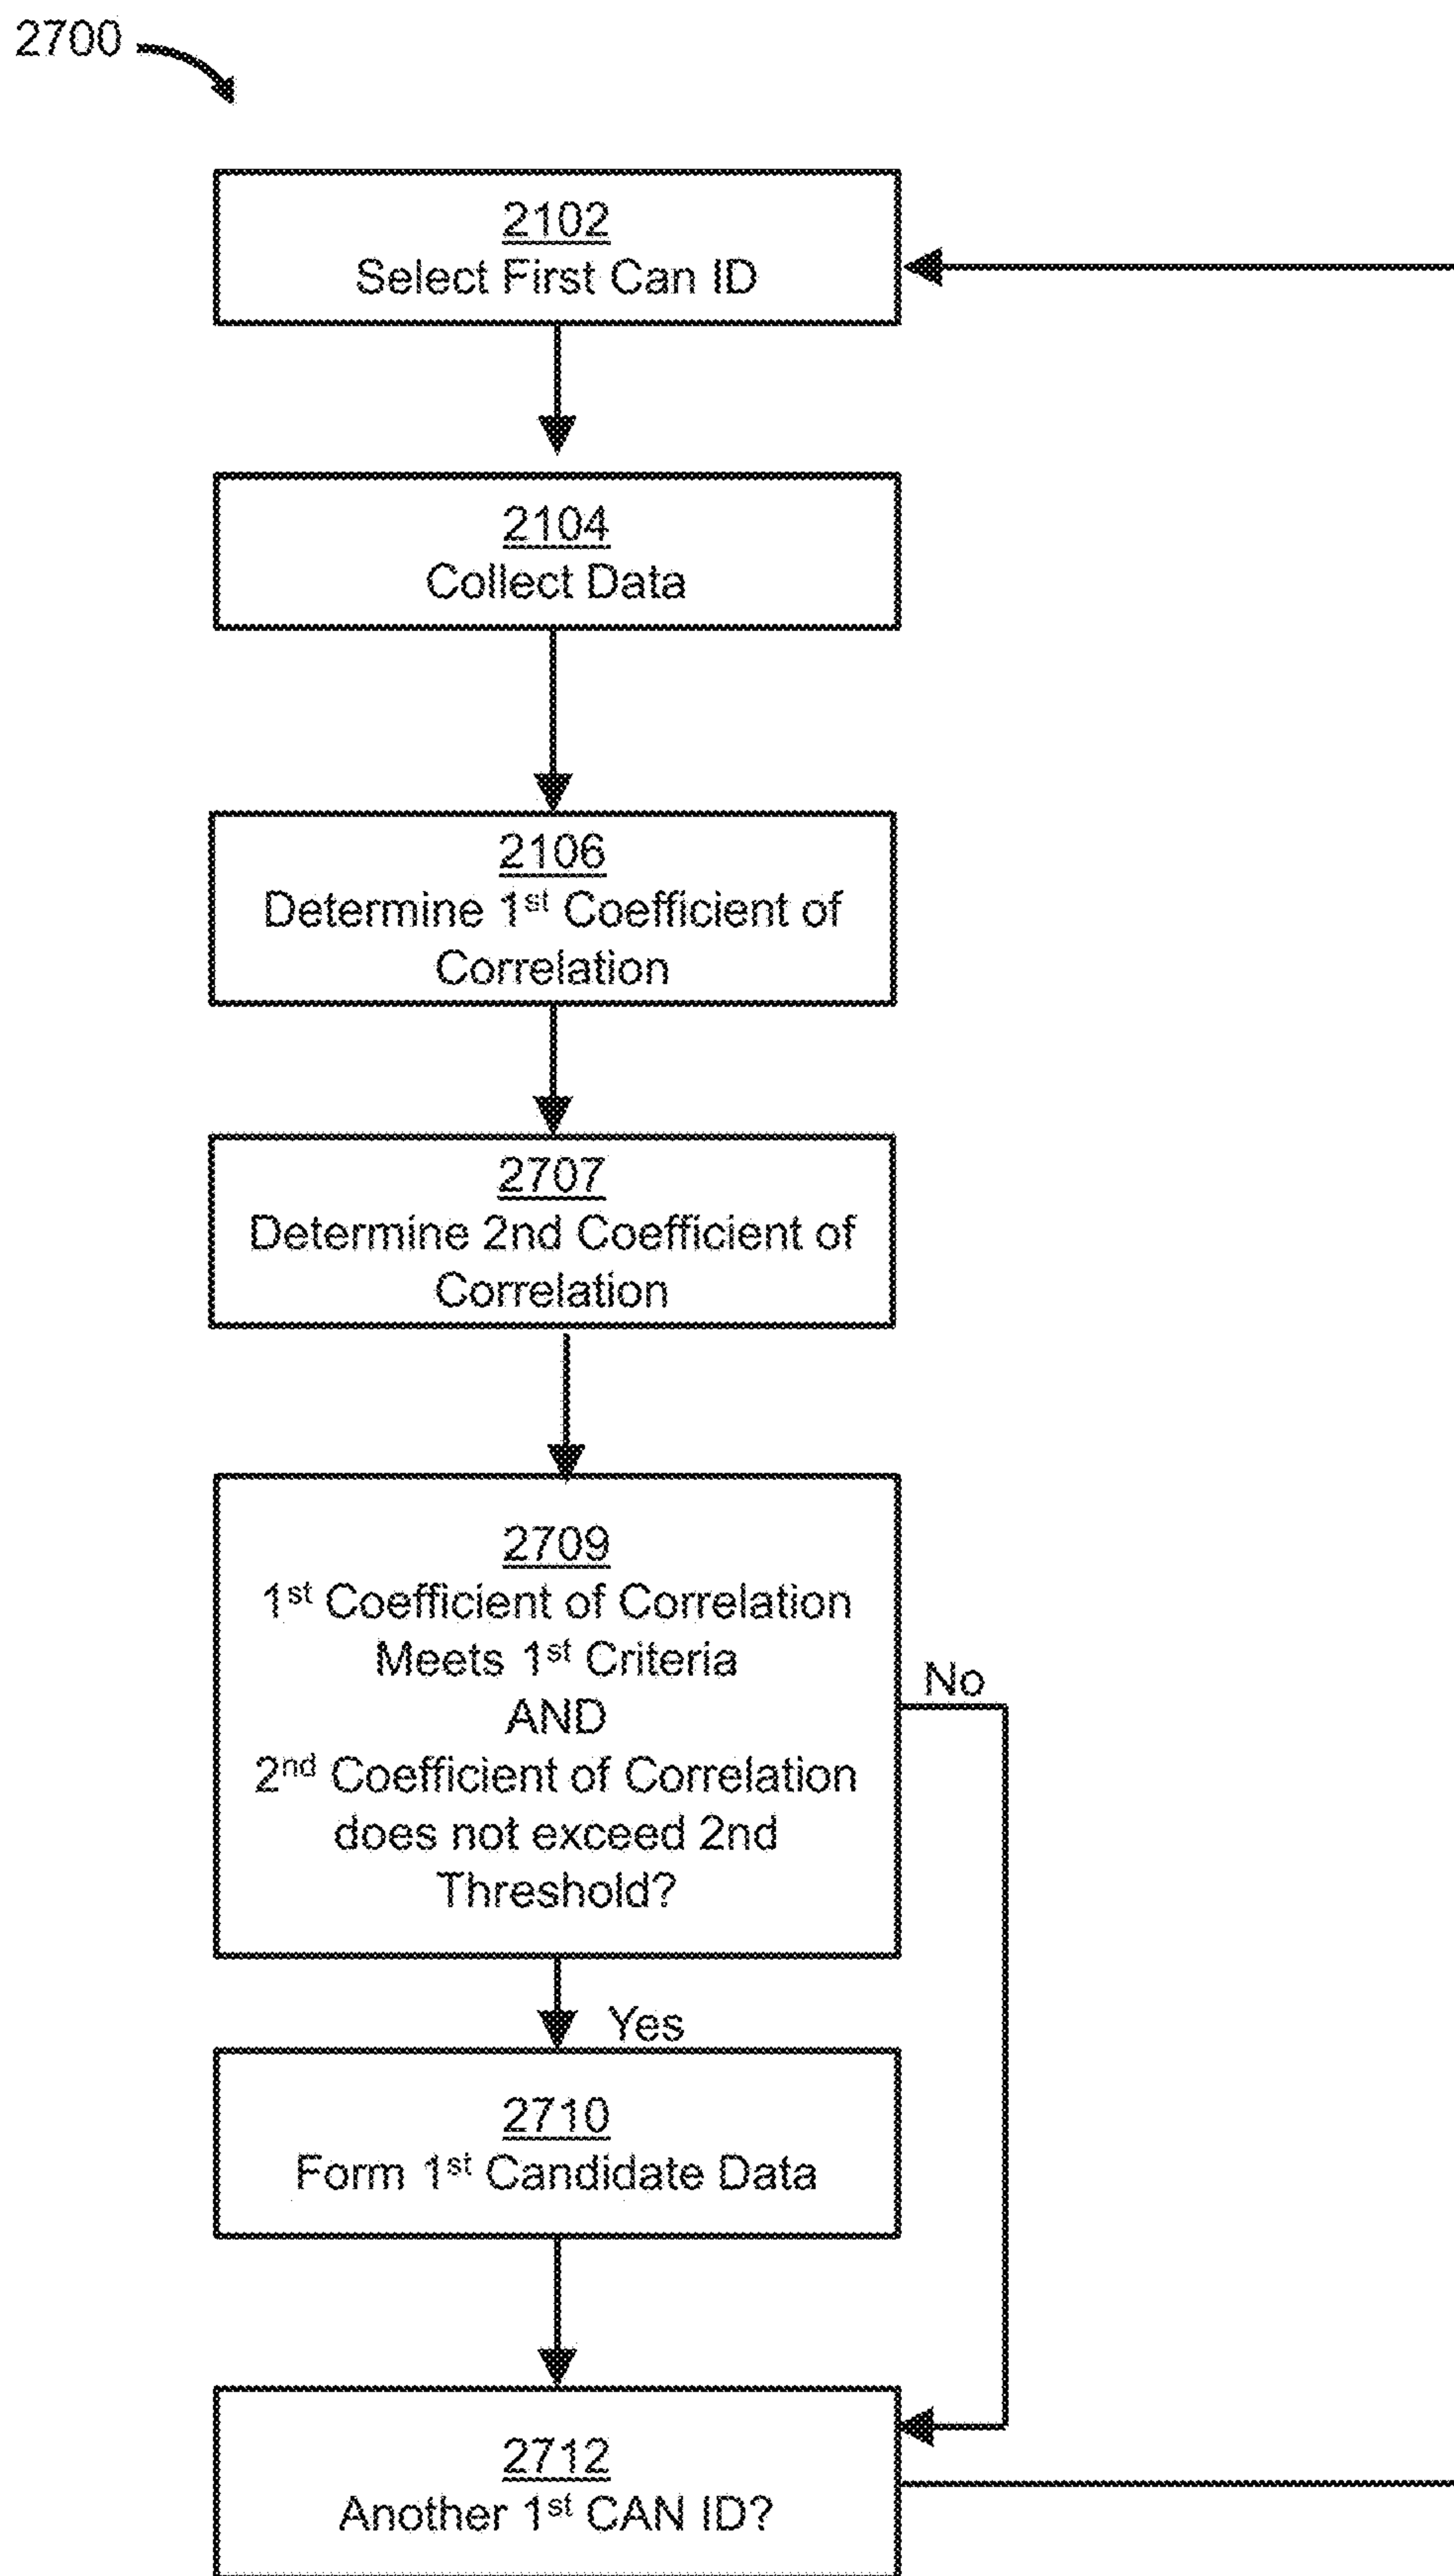 2700
2102
Select First Can ID
2104
Collect Data
2106
Determine 1st Coefficient of
Correlation
2707
Determine 2nd Coefficient of
Correlation
2709
1st Coefficient of Correlation
Meets 1st Criteria
AND
2nd Coefficient of Correlation
does not exceed 2nd
Threshold?
No
Yes
2710
Form 1st Candidate Data
2712
Another 1st CAN ID?